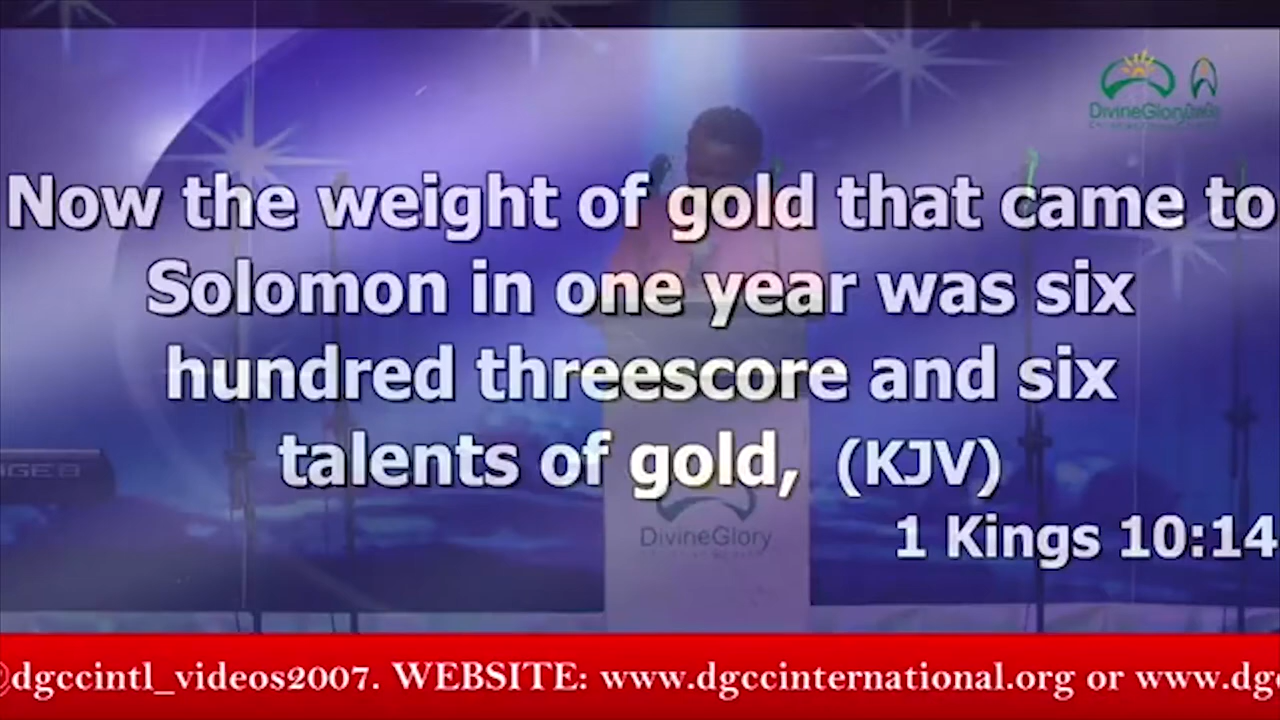 DivineGlory
Now the weight of gold that came to
Solomon in one year was six
hundred threescore and six
talents of gold, (KJV)
1 Kings 10:14
DivineGlory
@dgccintl_videos2007. WEBSITE: www.dgccinternational.org or www.dgc